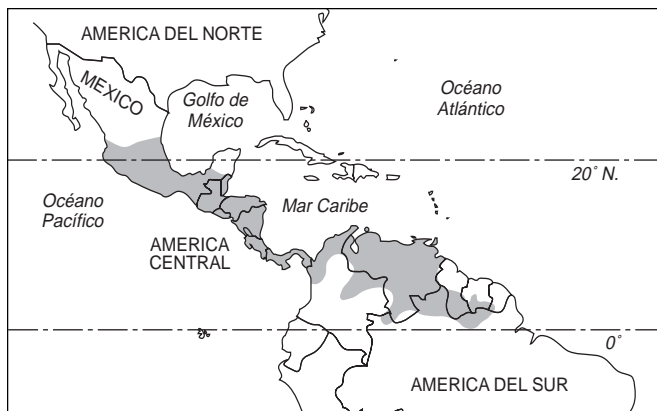 AMERICA DEL NORTE
MEXICO
Golfo de
México
Océano
Atlántico
20° N.
Océano
Pacífico
Mar Caribe
AMERICA
CENTRAL
0°
AMERICA DEL SUR